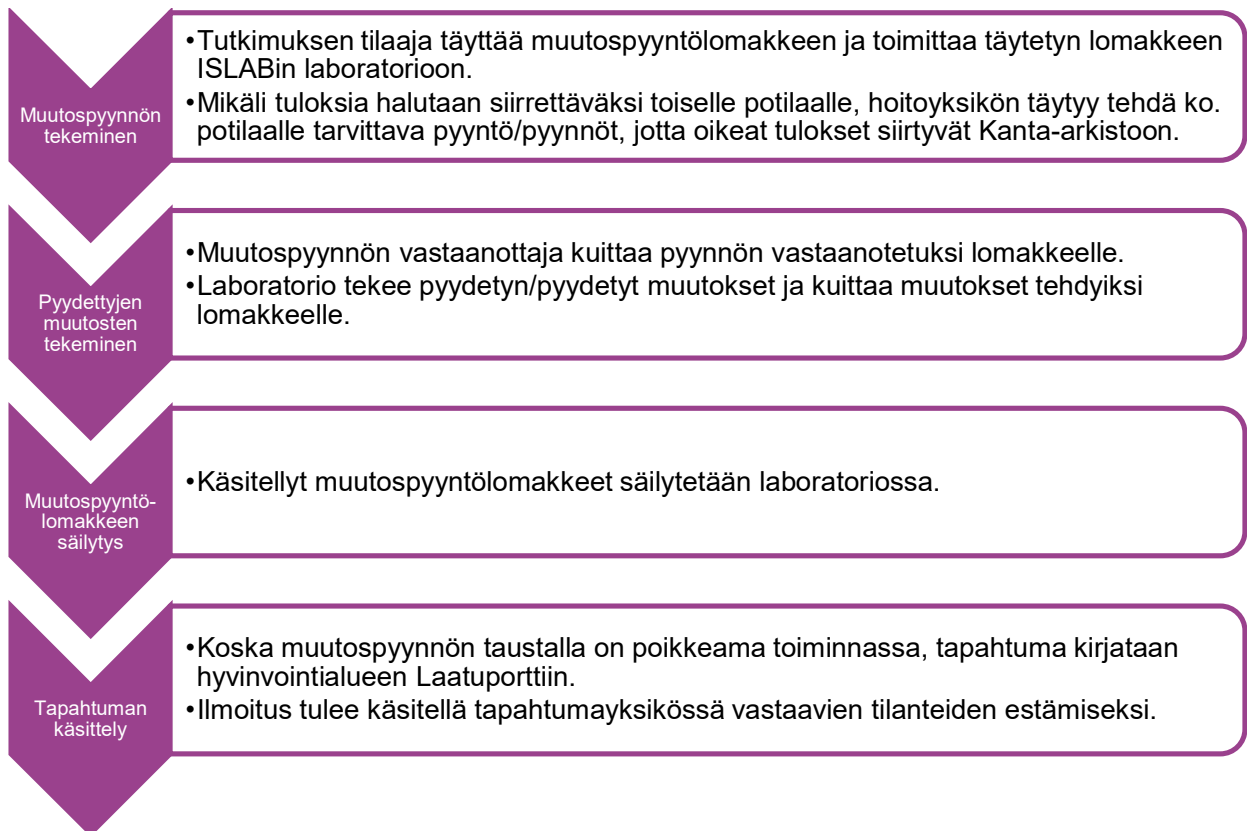 Muutospyynnön
tekeminen
•Tutkimuksen tilaaja täyttää muutospyyntölomakkeen ja toimittaa täytetyn lomakkeen
ISLABin laboratorioon.
•Mikäli tuloksia halutaan siirrettäväksi toiselle potilaalle, hoitoyksikön täytyy tehdä ko.
potilaalle tarvittava pyyntö/pyynnöt, jotta oikeat tulokset siirtyvät Kanta-arkistoon.
Pyydettyjen
muutosten
tekeminen
•Muutospyynnön vastaanottaja kuittaa pyynnön vastaanotetuksi lomakkeelle.
•Laboratorio tekee pyydetyn/pyydetyt muutokset ja kuittaa muutokset tehdyiksi
lomakkeelle.
Muutospyyntö-
lomakkeen
säilytys
•Käsitellyt muutospyyntölomakkeet säilytetään laboratoriossa.
Tapahtuman
käsittely
•Koska muutospyynnön taustalla on poikkeama toiminnassa, tapahtuma kirjataan
hyvinvointialueen Laatuporttiin.
•Ilmoitus tulee käsitellä tapahtumayksikössä vastaavien tilanteiden estämiseksi.